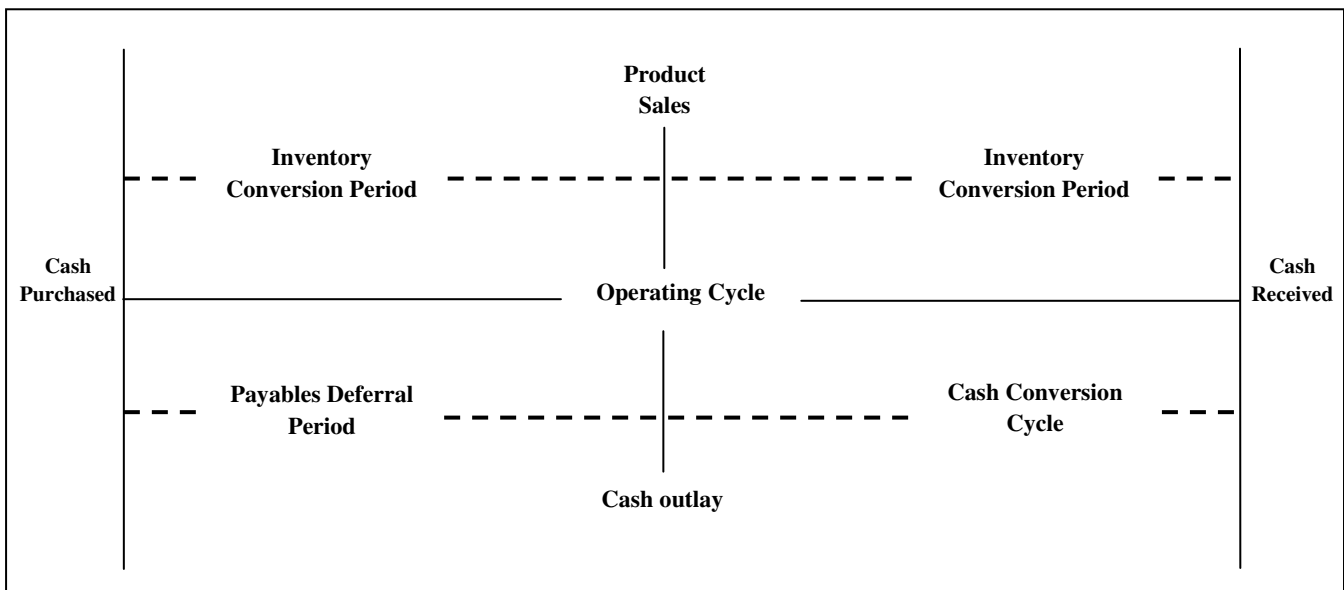 Product
Sales
Inventory
Conversion Period
Inventory
Conversion Period
Cash
Purchased
Operating Cycle
Cash
Received
Payables Deferral
Period
Cash Conversion
Cycle
Cash outlay